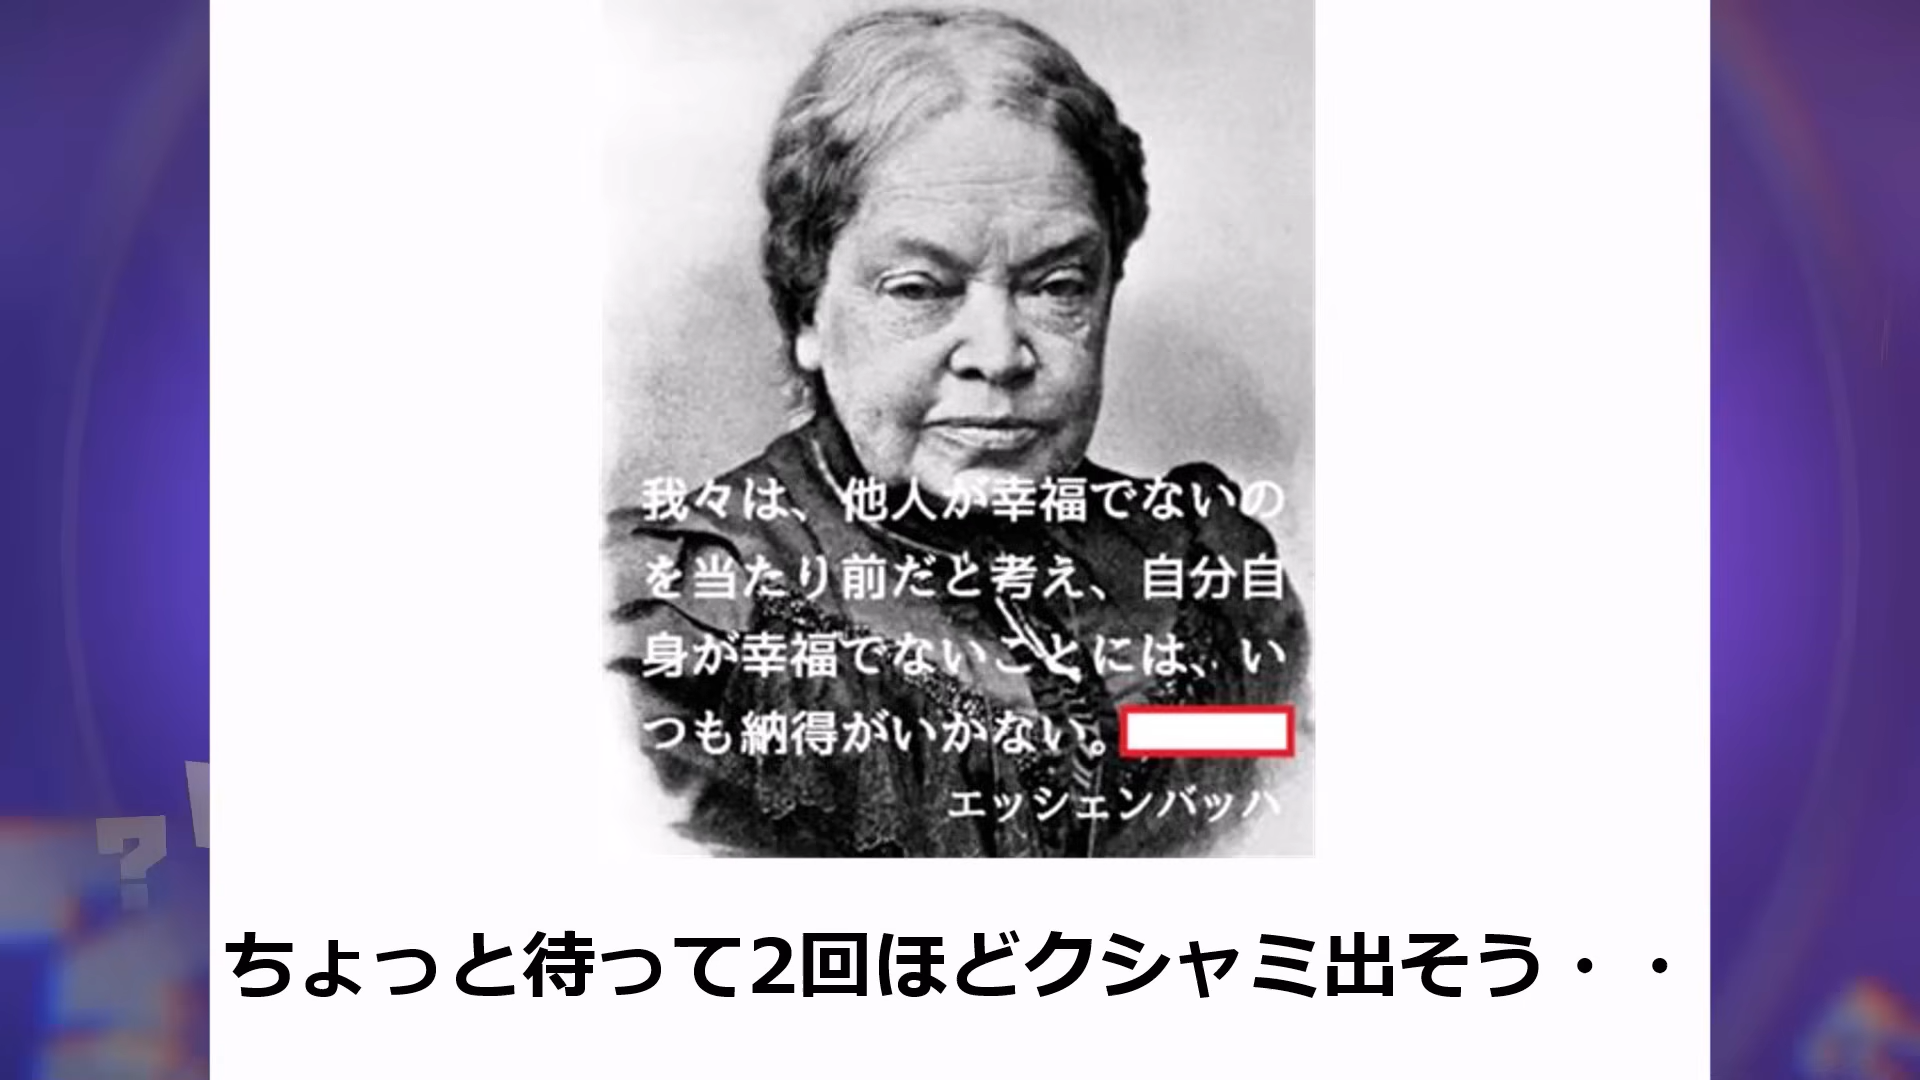 我々は、他人が幸福でないの
を当たり前だと考え、自分自
身が幸福でないことには、い
つも納得がいかない。
エッシェンバッハ
?
ちょっと待って2回ほどクシャミ出そう・・